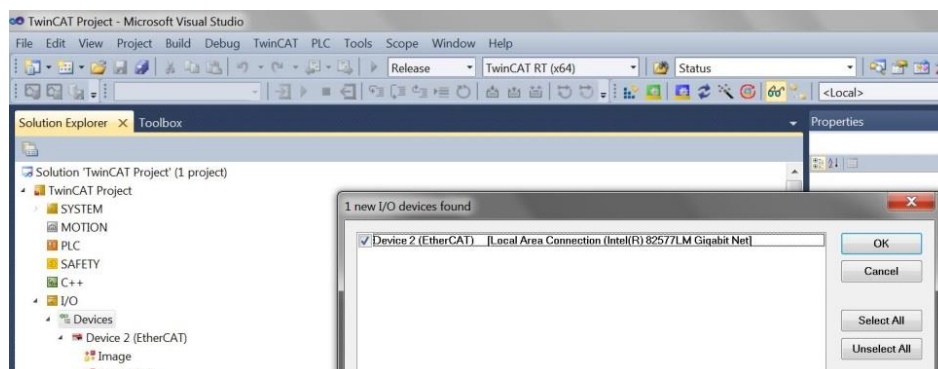 TwinCAT Project - Microsoft Visual Studio
File Edit View Project Build Debug TwinCAT PLC Tools Scope Window Help
Release TwinCAT RT (x64) Status
<Local>
Solution Explorer Toolbox
Properties
Solution 'TwinCAT Project' (1 project)
TwinCAT Project
SYSTEM
MOTION
PLC
SAFETY
C++
I/O
Devices
Device 2 (EtherCAT)
Image
1 new I/O devices found
Device 2 (EtherCAT) [Local Area Connection (Intel(R) 82577LM Gigabit Net]
OK
Cancel
Select All
Unselect All